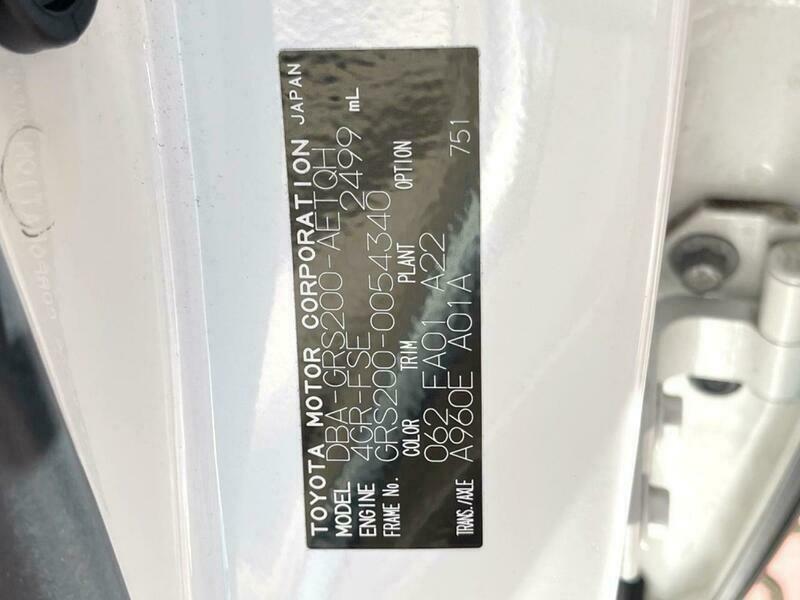 TOYOTA MOTOR CORPORATION JAPAN
MODEL DBA-GRS200-AETQH
ENGINE 4GR-FSE 2499 mL
FRAME No. GRS200-0054340
COLOR TRIM PLANT OPTION
062 FA01 A22
TRANS./AXLE A960E A01A 751